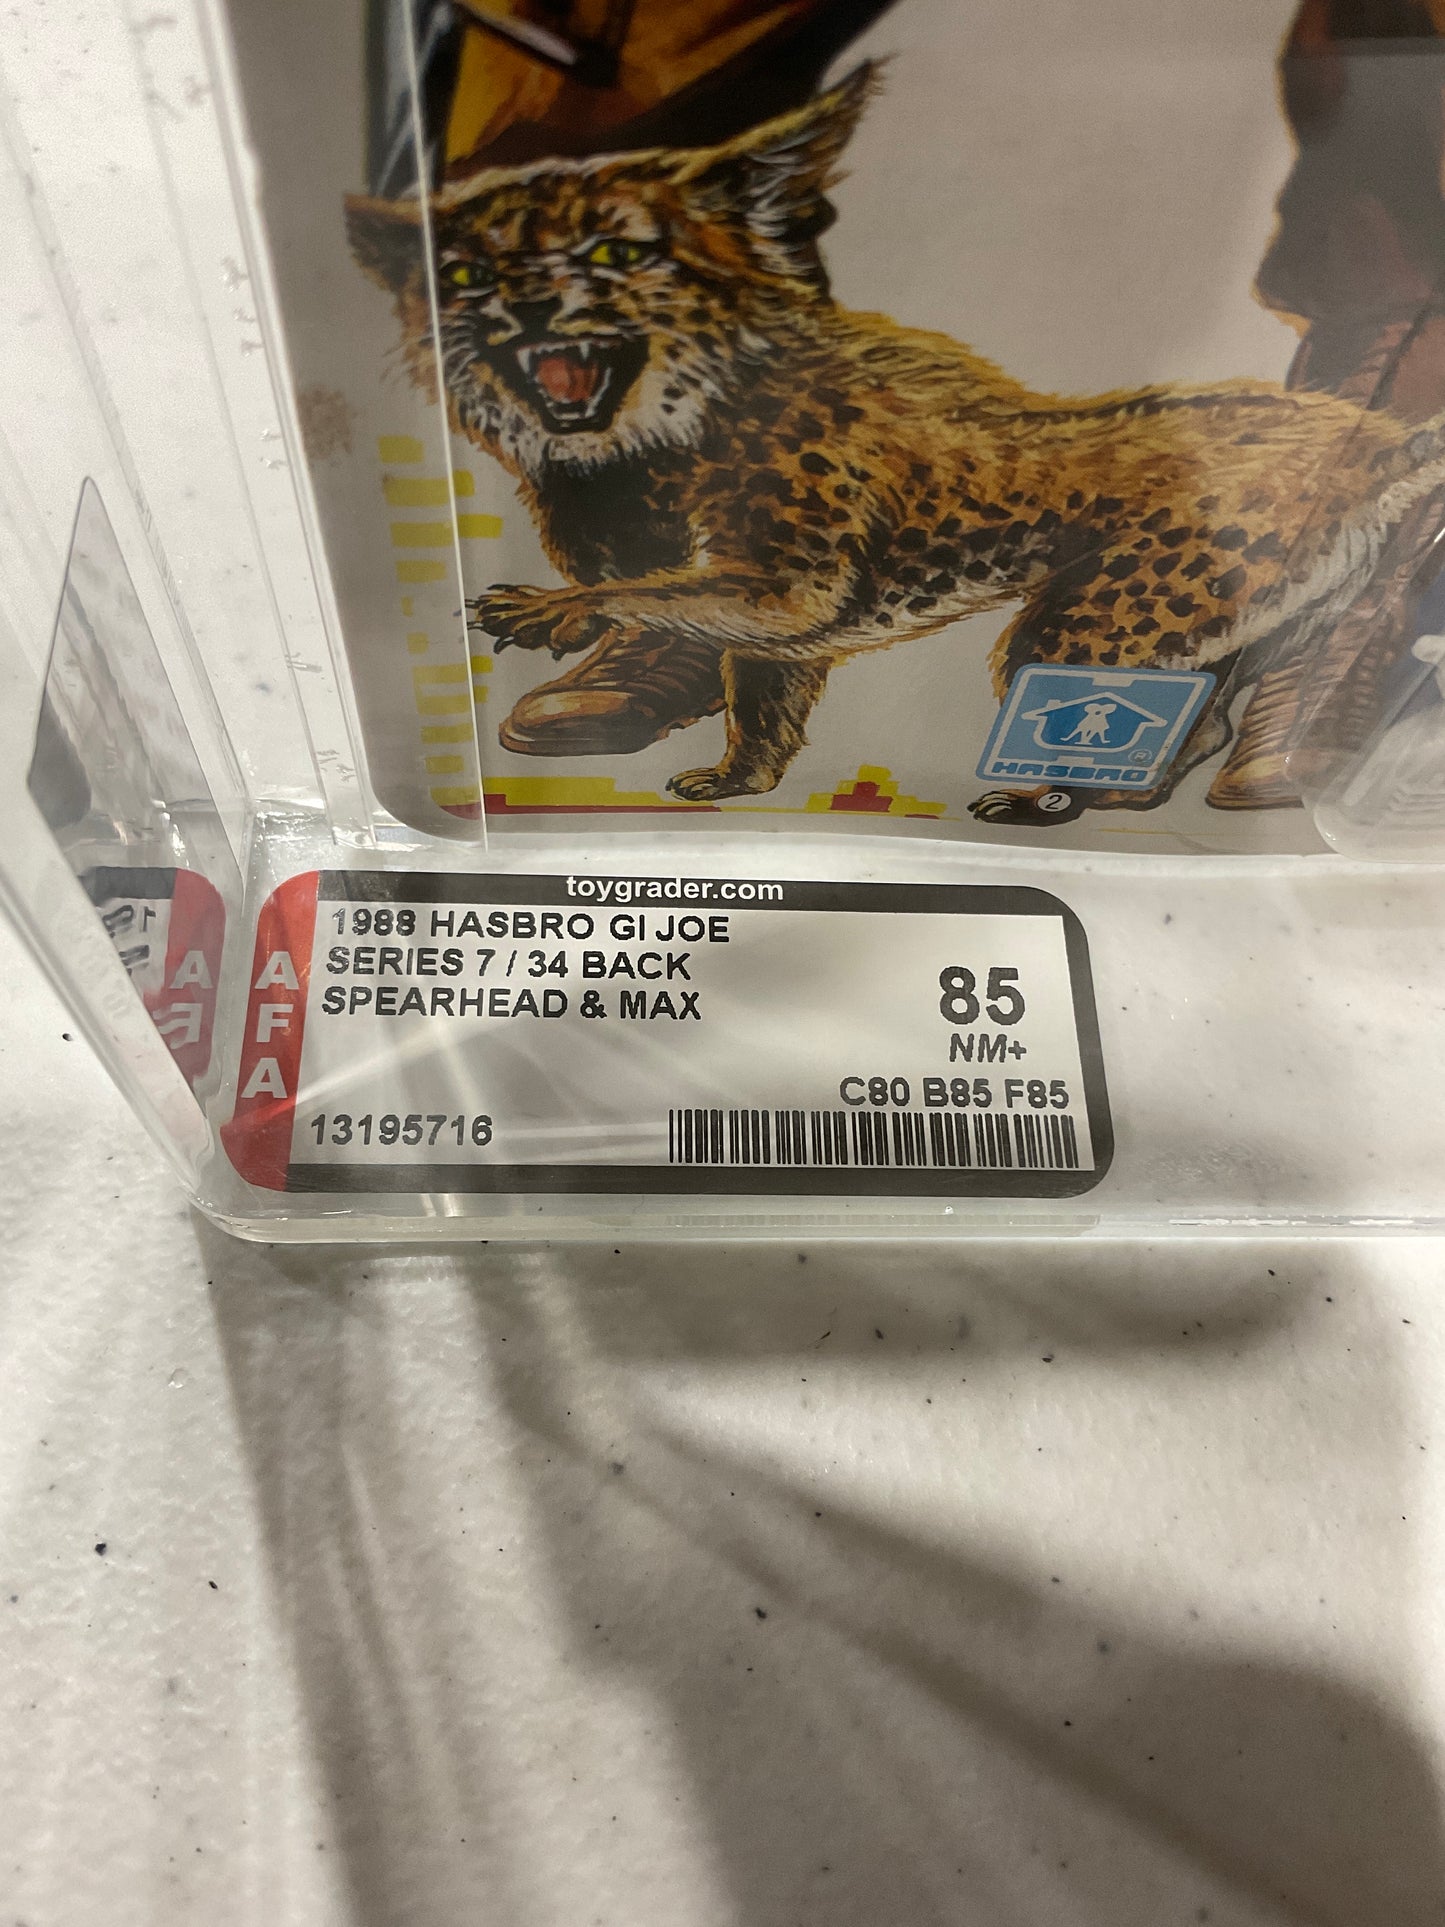 HASBRO ®
2
toygrader.com
1988 HASBRO GI JOE
SERIES 7 / 34 BACK
SPEARHEAD & MAX
AFA
85
NM+
C80 B85 F85
13195716